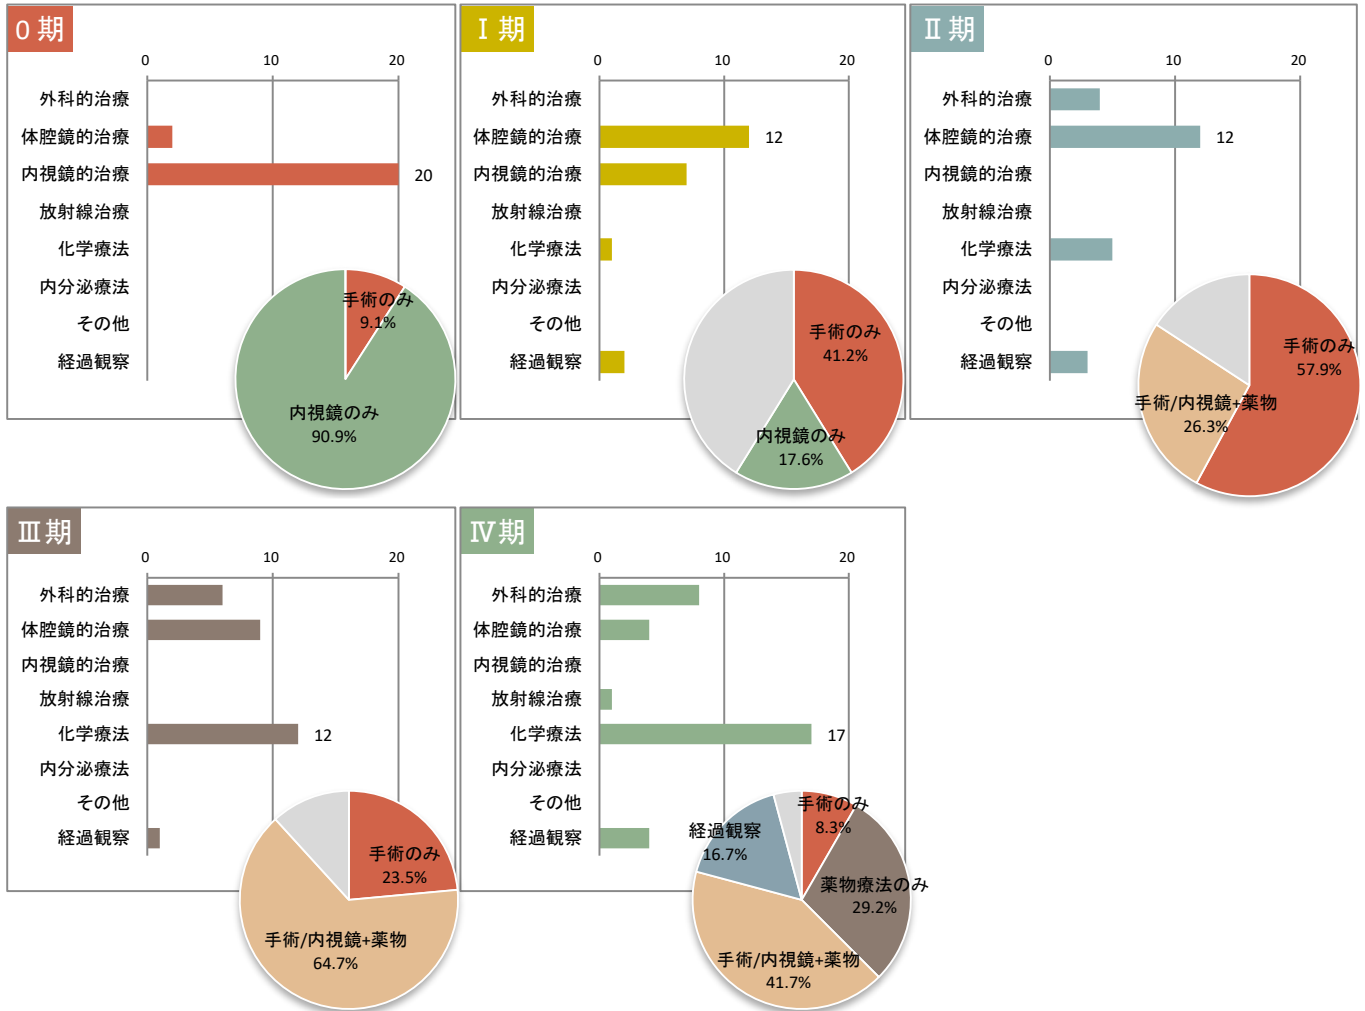 0期
0 10 20
外科的治療
体腔鏡的治療
内視鏡的治療 20
放射線治療
化学療法
内分泌療法
その他
経過観察
手術のみ
9.1%
内視鏡のみ
90.9%
Ⅰ期
0 10 20
外科的治療
体腔鏡的治療 12
内視鏡的治療
放射線治療
化学療法
内分泌療法
その他
経過観察
手術のみ
41.2%
内視鏡のみ
17.6%
Ⅱ期
0 10 20
外科的治療
体腔鏡的治療 12
内視鏡的治療
放射線治療
化学療法
内分泌療法
その他
経過観察
手術のみ
57.9%
手術/内視鏡+薬物
26.3%
Ⅲ期
0 10 20
外科的治療
体腔鏡的治療
内視鏡的治療
放射線治療
化学療法 12
内分泌療法
その他
経過観察
手術のみ
23.5%
手術/内視鏡+薬物
64.7%
Ⅳ期
0 10 20
外科的治療
体腔鏡的治療
内視鏡的治療
放射線治療
化学療法 17
内分泌療法
その他
経過観察
手術のみ
8.3%
経過観察
16.7%
薬物療法のみ
29.2%
手術/内視鏡+薬物
41.7%